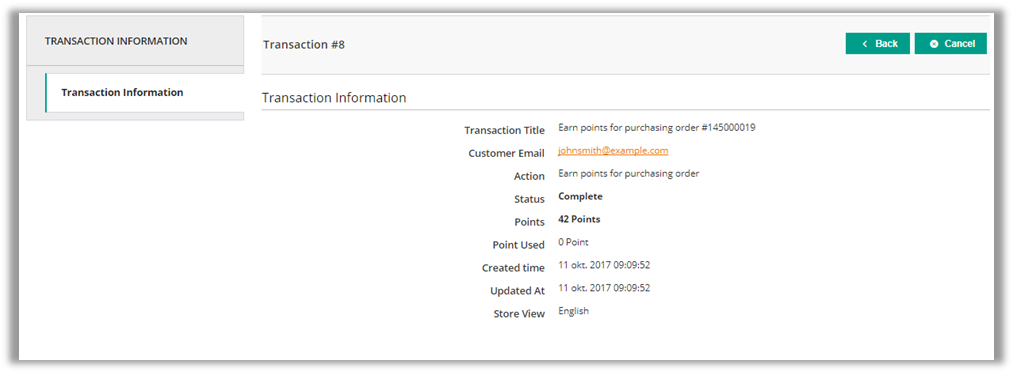 TRANSACTION INFORMATION
Transaction Information
Transaction #8
Back
Cancel
Transaction Information
Transaction Title Earn points for purchasing order #145000019
Customer Email johnsmith@example.com
Action Earn points for purchasing order
Status Complete
Points 42 Points
Point Used 0 Point
Created time 11 okt. 2017 09:09:52
Updated At 11 okt. 2017 09:09:52
Store View English